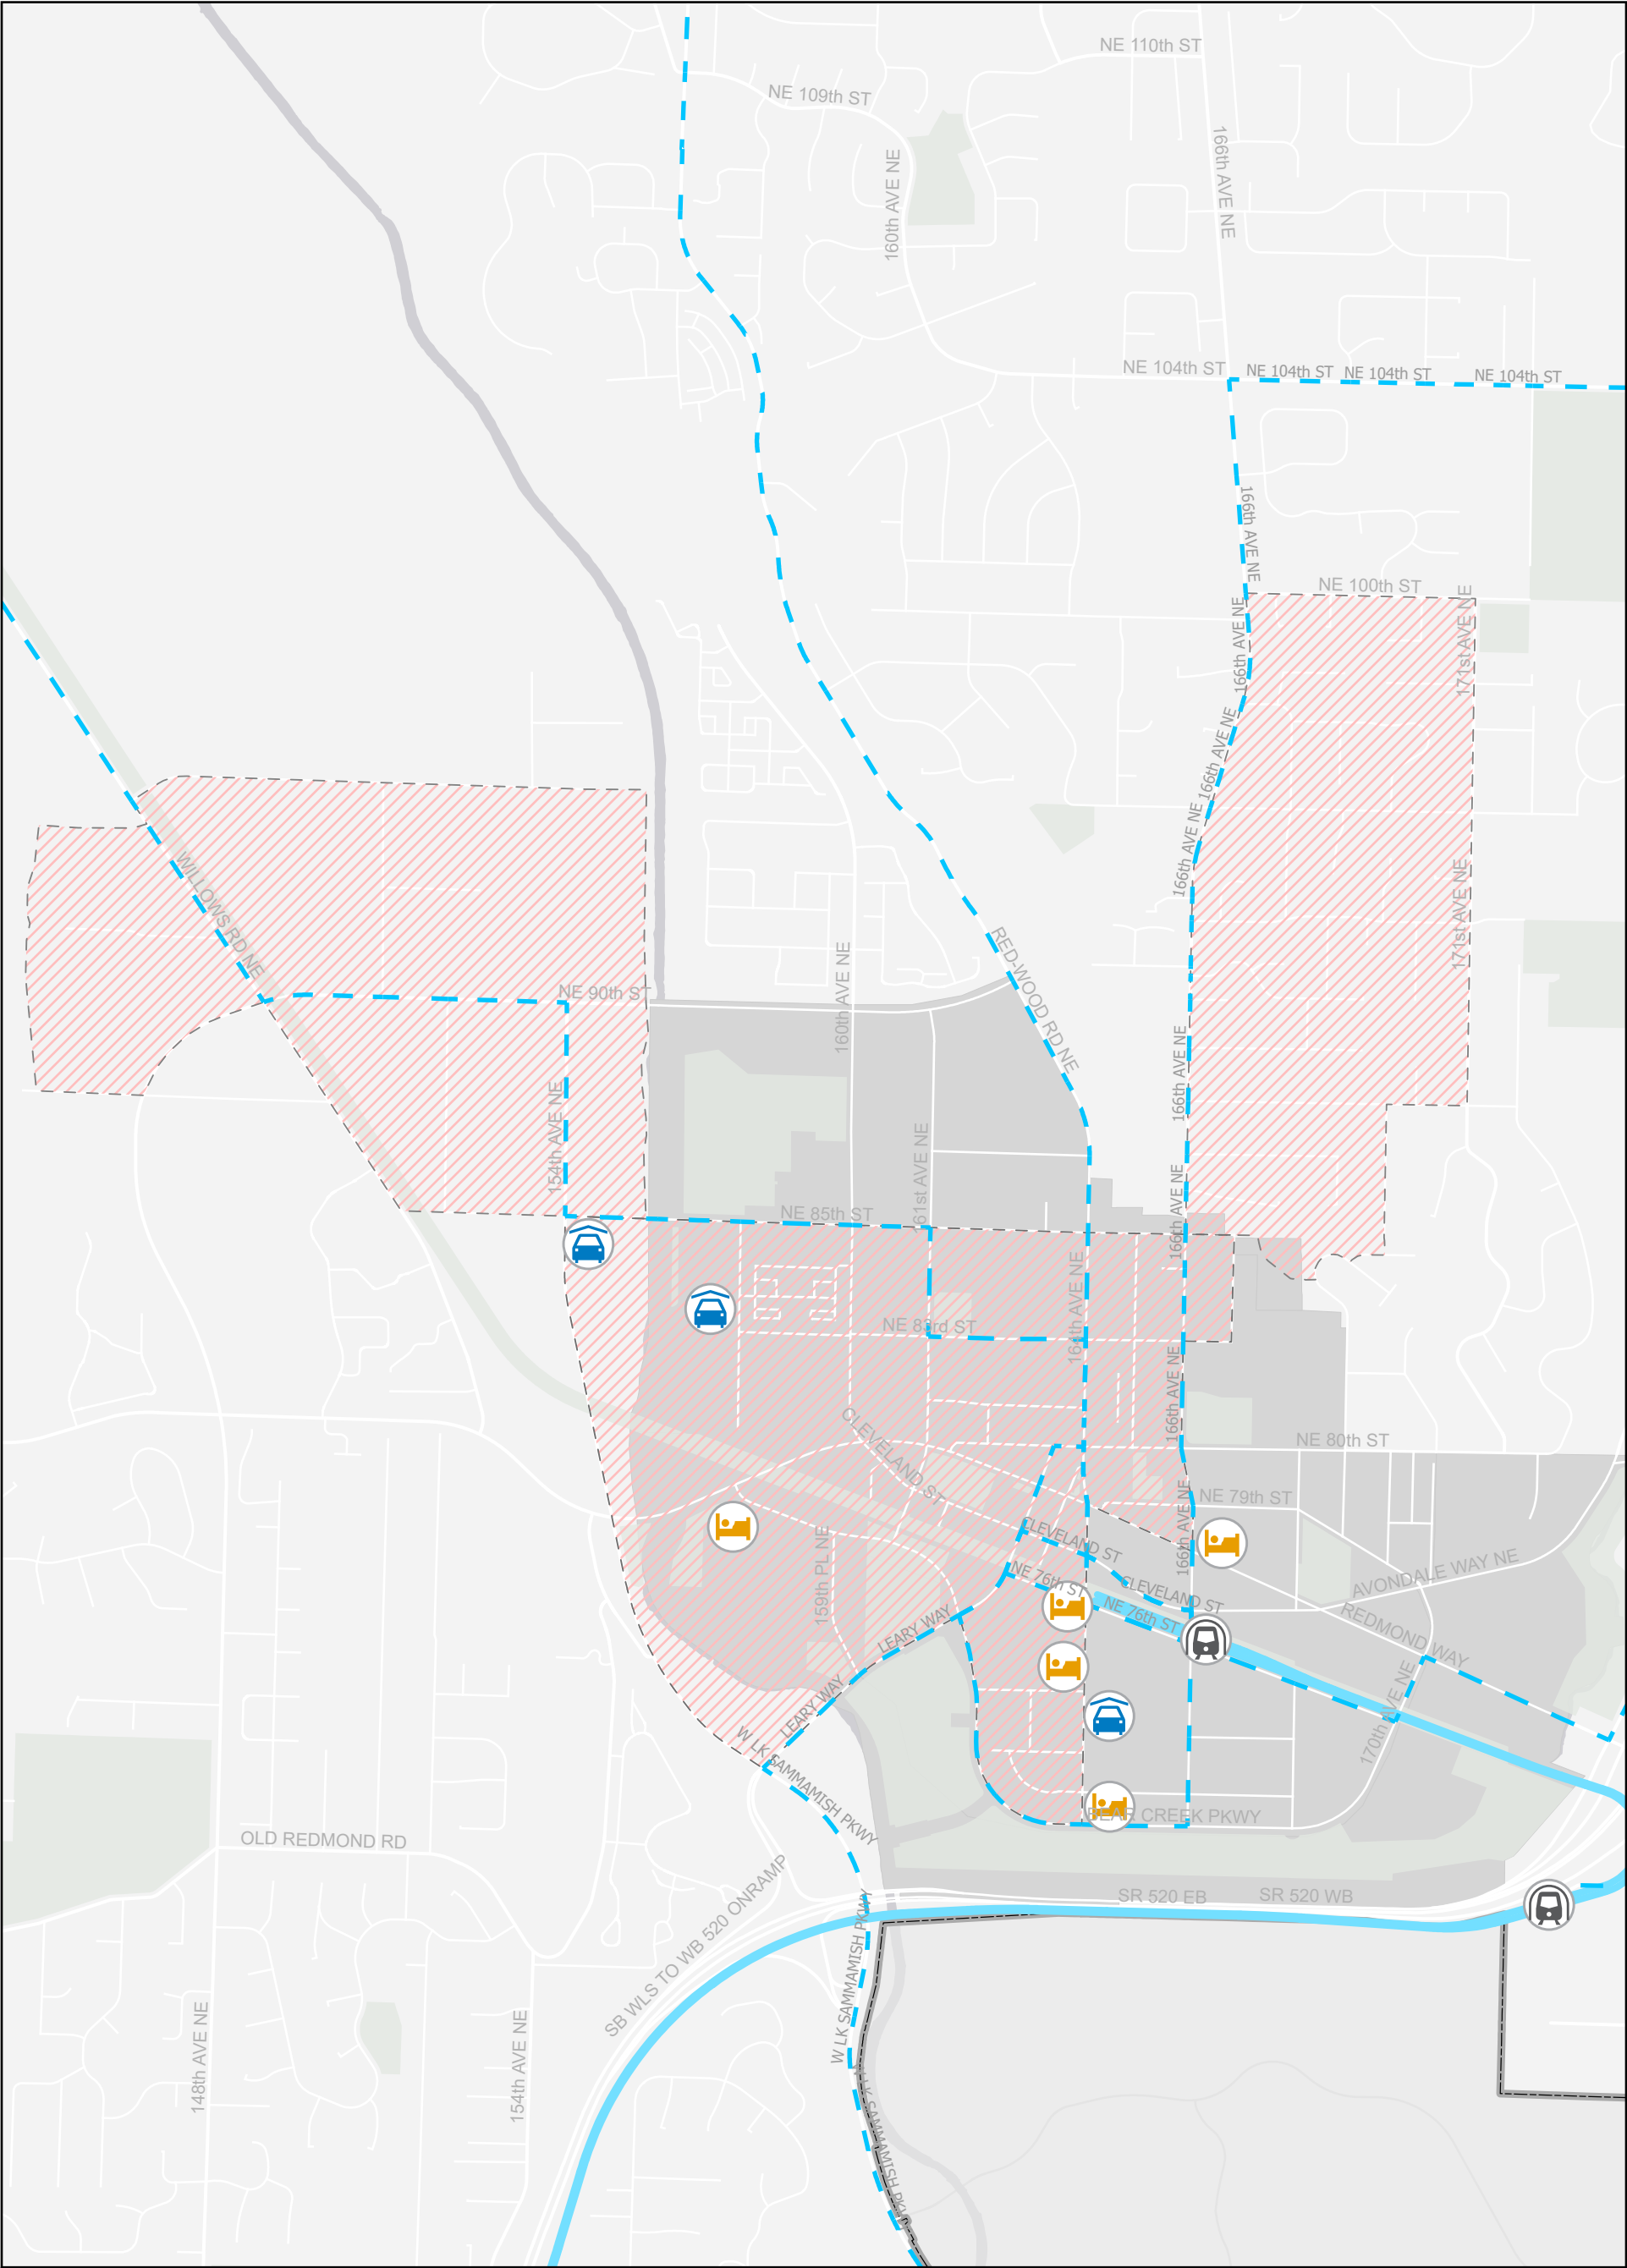 NE 110th ST
NE 109th ST
166th AVE NE
160th AVE NE
NE 104th ST
NE 104th ST
NE 104th ST
NE 104th ST
166th AVE NE
NE 100th ST
171st AVE NE
166th AVE NE
166th AVE NE
166th AVE NE
WILLOWS RD NE
171st AVE NE
RED-WOOD RD NE
160th AVE NE
NE 90th ST
166th AVE NE
154th AVE NE
161st AVE NE
166th AVE NE
NE 85th ST
164th AVE NE
NE 83rd ST
166th AVE NE
CLEVELAND ST
NE 80th ST
NE 79th ST
166th AVE NE
CLEVELAND ST
159th PL NE
NE 76th ST
CLEVELAND ST
AVONDALE WAY NE
NE 76th ST
REDMOND WAY
LEARY WAY
LEARY WAY
170th AVE NE
W LK SAMMAMISH PKWY
BEAR CREEK PKWY
OLD REDMOND RD
SR 520 EB
SR 520 WB
SB WLS TO WB 520 ONRAMP
W LK SAMMAMISH PKWY
148th AVE NE
154th AVE NE
W LK SAMMAMISH PKWY